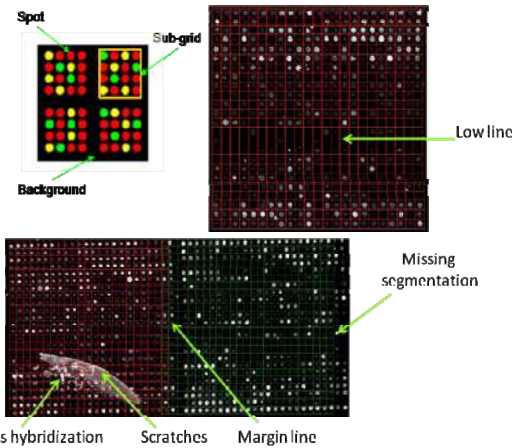 Spot
Sub-grid
Background
Low line
Missing
segmentation
s hybridization
Scratches
Margin line